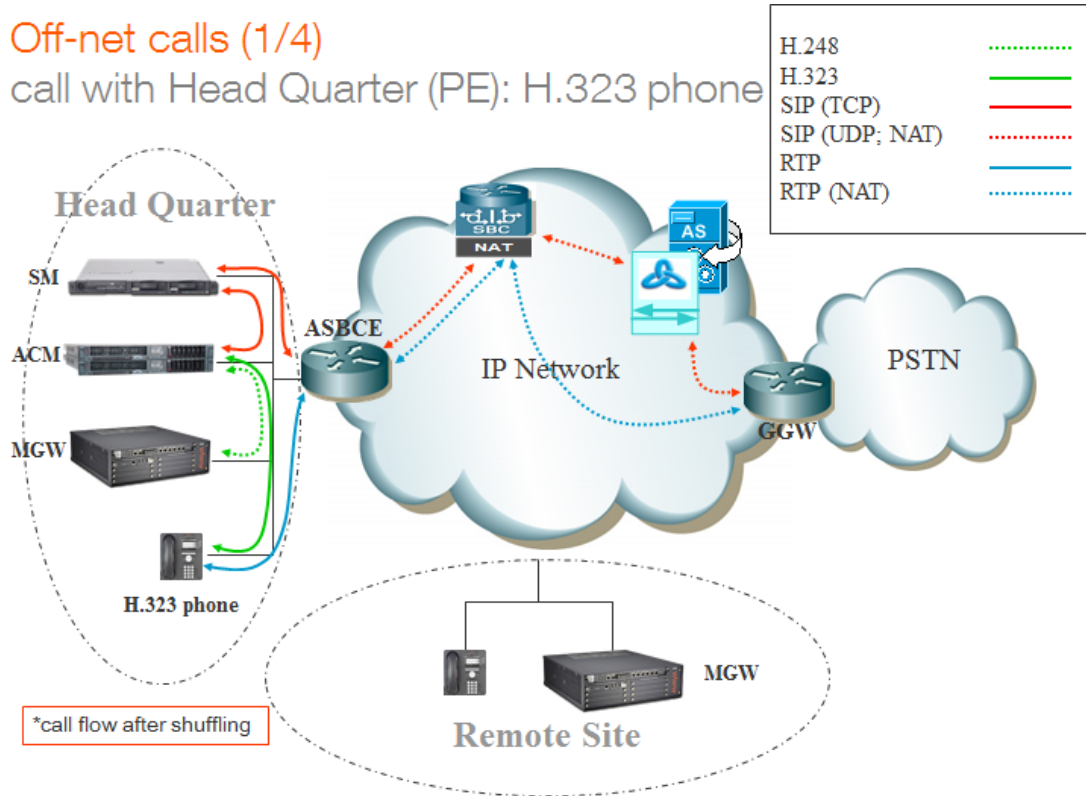 Off-net calls (1/4)
call with Head Quarter (PE): H.323 phone
H.248
H.323
SIP (TCP)
SIP (UDP; NAT)
RTP
RTP (NAT)
Head Quarter
SM
ACM
MGW
H.323 phone
ASBCE
SBC
NAT
AS
IP Network
GGW
PSTN
MGW
Remote Site
*call flow after shuffling